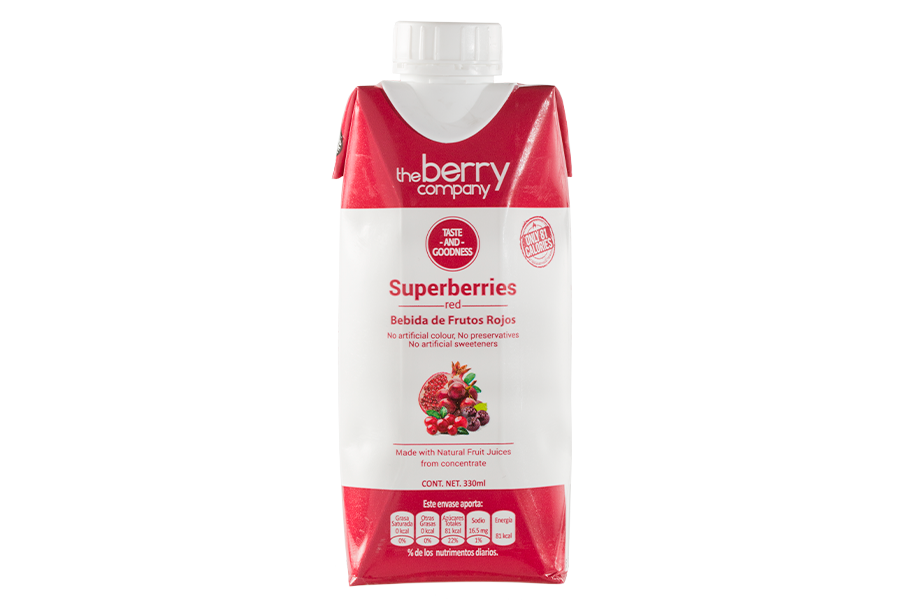 the berry
company
TASTE
-AND-
GOODNESS
ONLY 81
CALORIES
Superberries
red
Bebida de Frutos Rojos
No artificial colour, No preservatives
No artificial sweeteners
Made with Natural Fruit Juices
from concentrate
CONT. NET. 330ml
Este envase aporta:
Grasa Saturada 0 kcal 0%
Otras Grasas 0 kcal 0%
Azúcares Totales 81 kcal 22%
Sodio 16.5 mg 1%
Energía 81 kcal
% de los nutrimentos diarios.